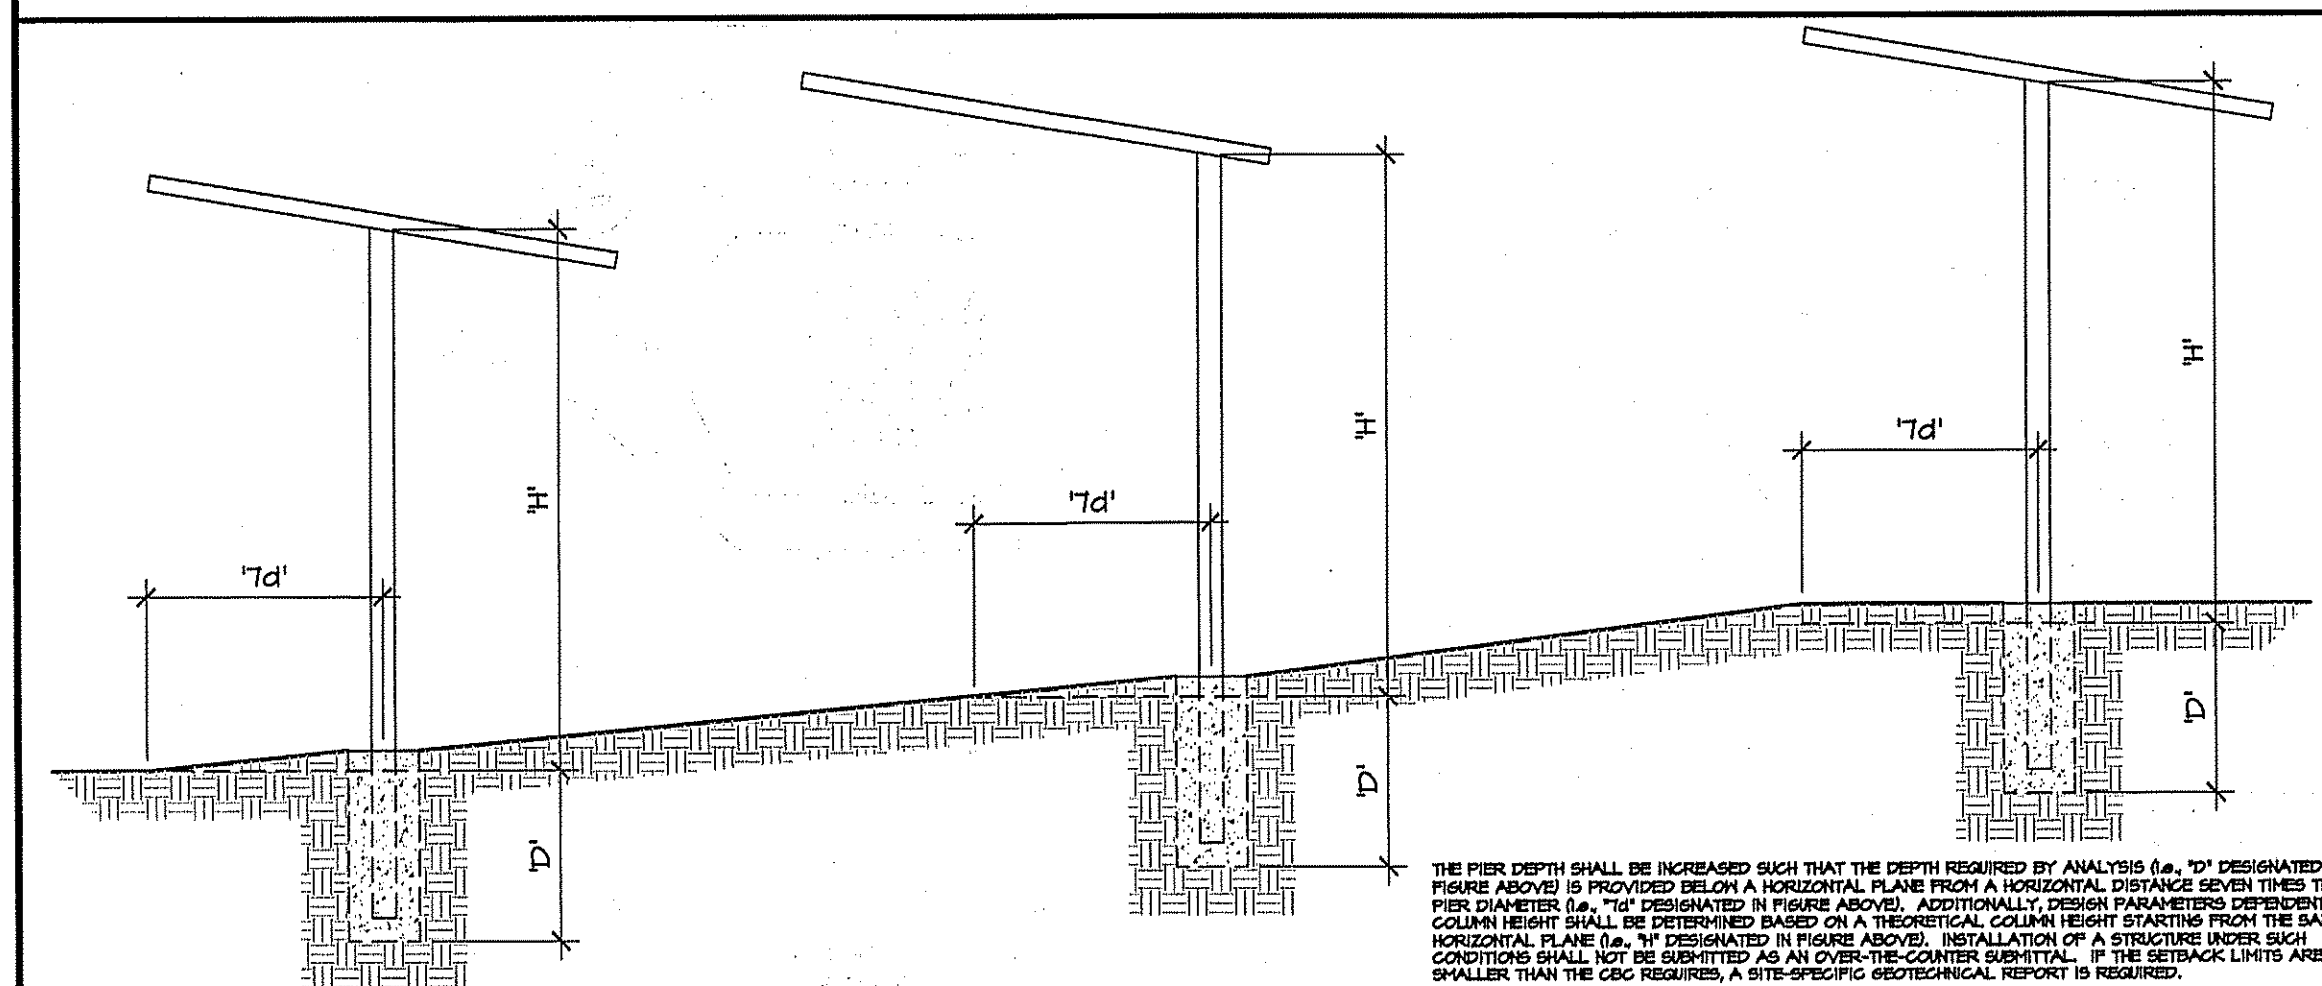 '7d'
'H'
'D'
'7d'
'H'
'D'
'7d'
'H'
'D'
THE PIER DEPTH SHALL BE INCREASED SUCH THAT THE DEPTH REQUIRED BY ANALYSIS (i.e., "D" DESIGNATED
FIGURE ABOVE) IS PROVIDED BELOW A HORIZONTAL PLANE FROM A HORIZONTAL DISTANCE SEVEN TIMES
PIER DIAMETER (i.e., "7d" DESIGNATED IN FIGURE ABOVE). ADDITIONALLY, DESIGN PARAMETERS DEPENDENT
COLUMN HEIGHT SHALL BE DETERMINED BASED ON A THEORETICAL COLUMN HEIGHT STARTING FROM THE
HORIZONTAL PLANE (i.e., "H" DESIGNATED IN FIGURE ABOVE). INSTALLATION OF A STRUCTURE UNDER SUCH
CONDITIONS SHALL NOT BE SUBMITTED AS AN OVER-THE-COUNTER SUBMITTAL. IF THE SETBACK LIMITS ARE
SMALLER THAN THE CBC REQUIRES, A SITE-SPECIFIC GEOTECHNICAL REPORT IS REQUIRED.